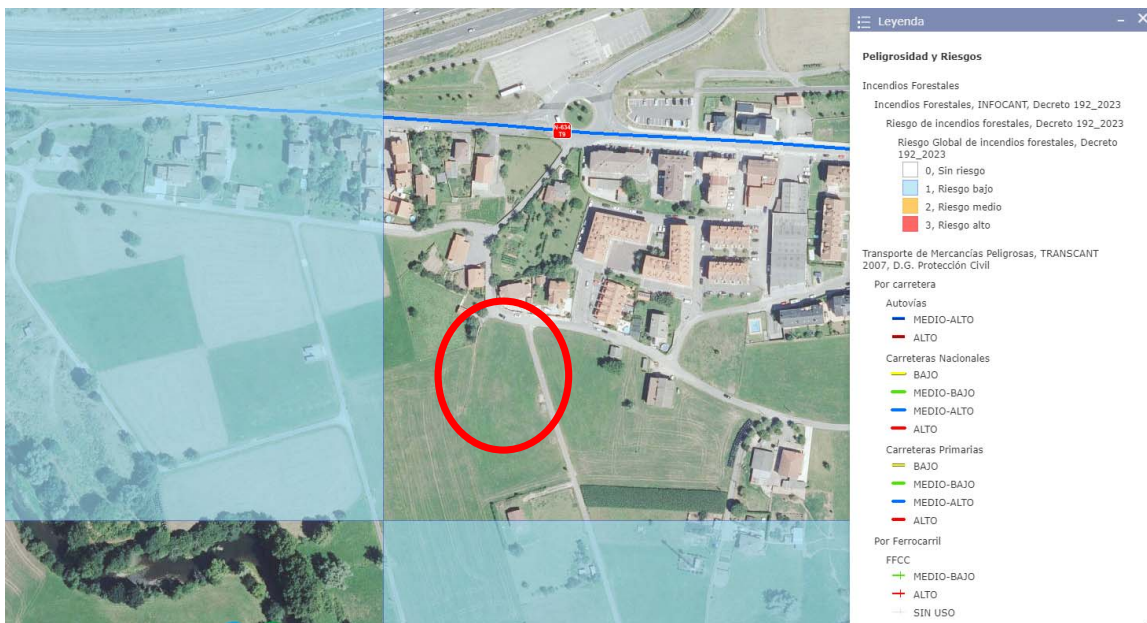 N-634
T9
Leyenda
Peligrosidad y Riesgos
Incendios Forestales
Incendios Forestales, INFOCANT, Decreto 192_2023
Riesgo de incendios forestales, Decreto 192_2023
Riesgo Global de incendios forestales, Decreto
192_2023
0, Sin riesgo
1, Riesgo bajo
2, Riesgo medio
3, Riesgo alto
Transporte de Mercancías Peligrosas, TRANSCANT
2007, D.G. Protección Civil
Por carretera
Autovías
MEDIO-ALTO
ALTO
Carreteras Nacionales
BAJO
MEDIO-BAJO
MEDIO-ALTO
ALTO
Carreteras Primarias
BAJO
MEDIO-BAJO
MEDIO-ALTO
ALTO
Por Ferrocarril
FFCC
MEDIO-BAJO
ALTO
SIN USO